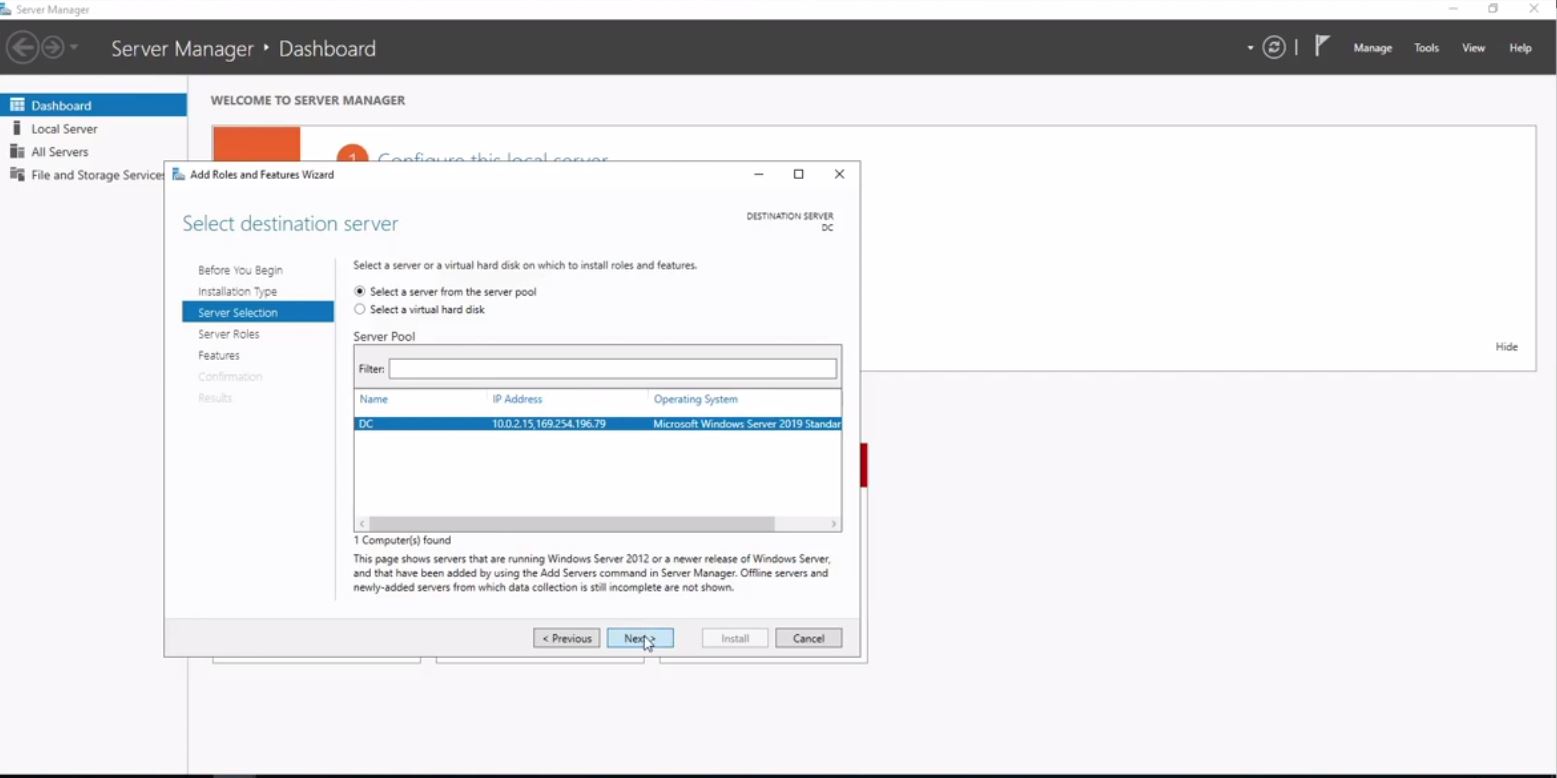 Server Manager
Server Manager ‣ Dashboard
Manage Tools View Help
Dashboard
Local Server
All Servers
File and Storage Services
WELCOME TO SERVER MANAGER
1 Configure this local server
Hide
Add Roles and Features Wizard
Select destination server
DESTINATION SERVER
DC
Before You Begin
Installation Type
Server Selection
Server Roles
Features
Confirmation
Results
Select a server or a virtual hard disk on which to install roles and features.
Select a server from the server pool
Select a virtual hard disk
Server Pool
Filter:
Name IP Address Operating System
DC 10.0.2.15,169.254.196.79 Microsoft Windows Server 2019 Standar
1 Computer(s) found
This page shows servers that are running Windows Server 2012 or a newer release of Windows Server,
and that have been added by using the Add Servers command in Server Manager. Offline servers and
newly-added servers from which data collection is still incomplete are not shown.
< Previous Next > Install Cancel